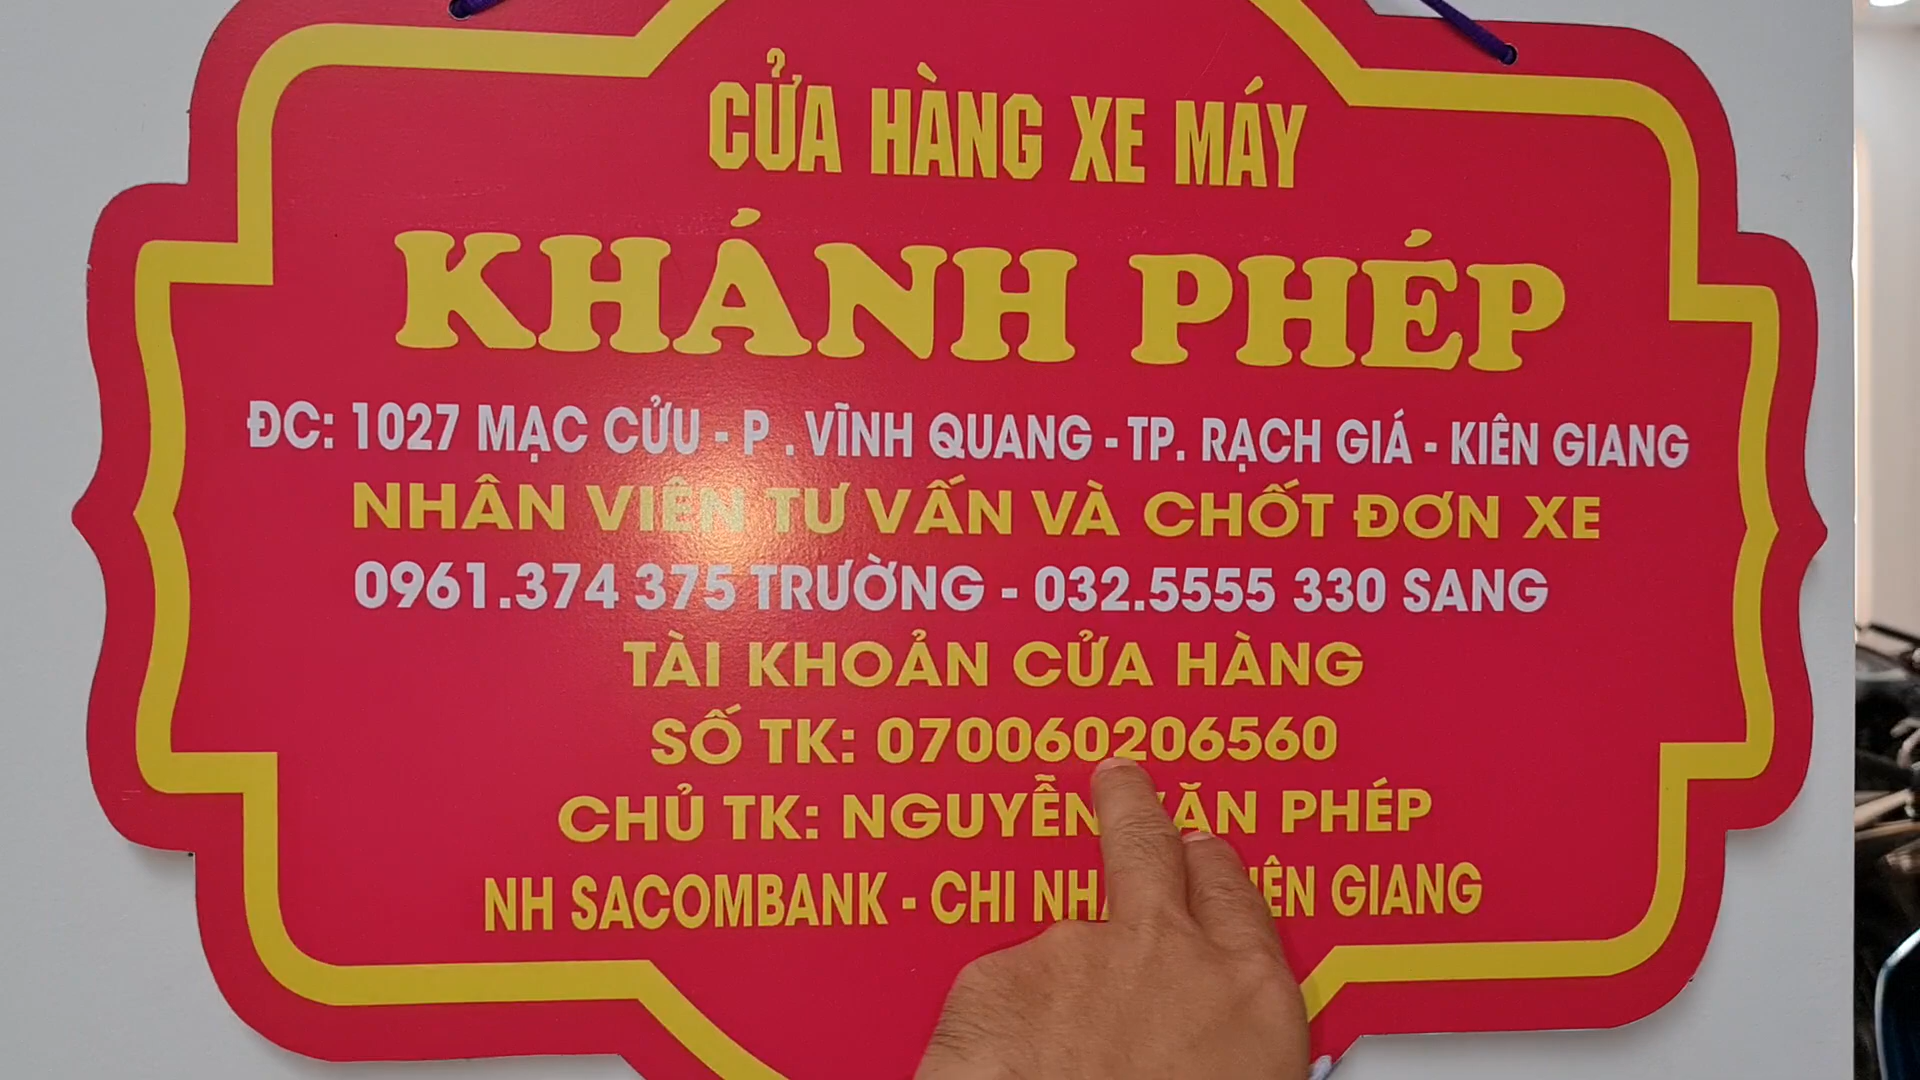 CỬA HÀNG XE MÁY
KHÁNH PHÉP
ĐC: 1027 MẠC CỬU - P . VĨNH QUANG - TP. RẠCH GIÁ - KIÊN GIANG
NHÂN VIÊN TƯ VẤN VÀ CHỐT ĐƠN XE
0961.374 375 TRƯỜNG - 032.5555 330 SANG
TÀI KHOẢN CỬA HÀNG
SỐ TK: 070060206560
CHỦ TK: NGUYỄN VĂN PHÉP
NH SACOMBANK - CHI GIANG